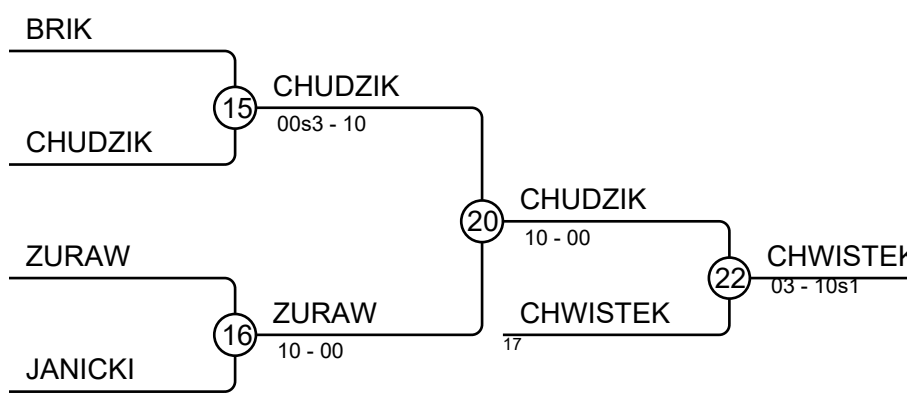 BRIK
15
CHUDZIK
00s3 - 10
CHUDZIK
20
CHUDZIK
10 - 00
ZURAW
22
CHWISTEK
03 - 10s1
16
ZURAW
10 - 00
CHWISTEK
17
JANICKI